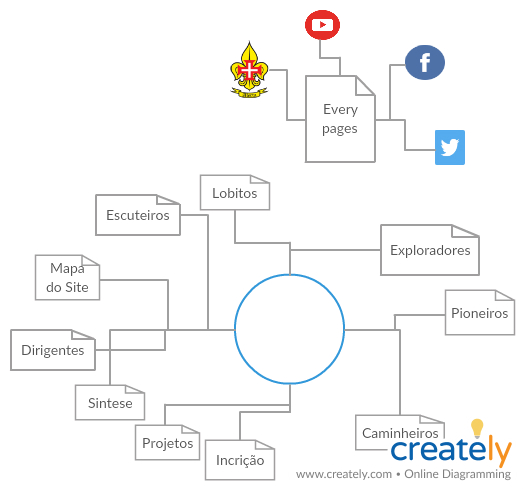 Every
pages
Lobitos
Escuteiros
Exploradores
Mapa
do Site
Pioneiros
Dirigentes
Sintese
Caminheiros
Projetos
Incrição
creately
www.creately.com • Online Diagramming